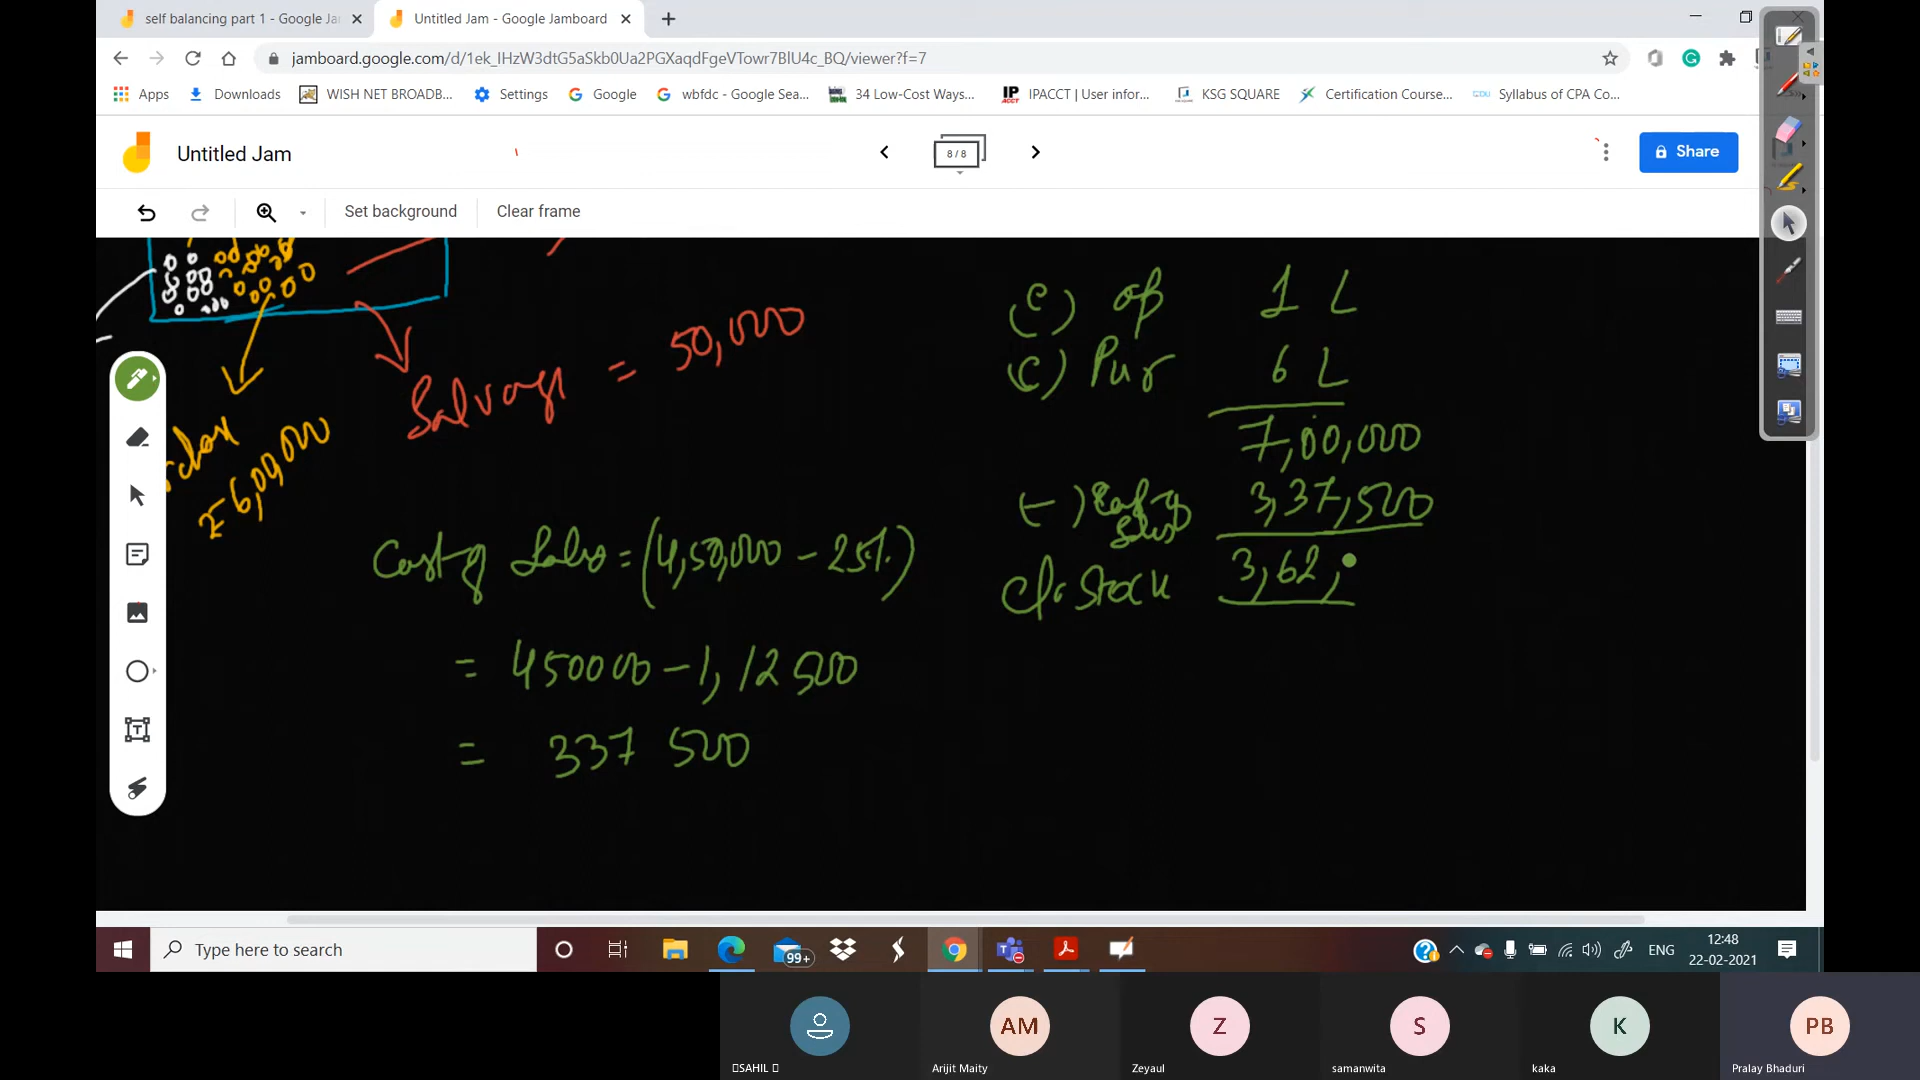 self balancing part 1 - Google Ja
Untitled Jam - Google Jamboard
jamboard.google.com/d/1ek_IHzW3dtG5aSkb0Ua2PGXaqdFgeVTowr7BlU4c_BQ/viewer?f=7
Apps Downloads WISH NET BROADB... Settings Google wbfdc - Google Sea... 34 Low-Cost Ways... IPACCT | User infor... KSG SQUARE Certification Course... Syllabus of CPA Co...
Untitled Jam
8 / 8
Share
Set background Clear frame
Salvage = 50,000
6,00,000
Cost of Sales = (4,50,000 - 25%)
= 450000 - 1,12500
= 337 500
(c) op 1 L
(c) Pur 6 L
7,00,000
(-) Cost of Sales 3,37,500
Cl. Stock 3,62,
Type here to search
99+
ENG
12:48
22-02-2021
SAHIL
AM
Arijit Maity
Z
Zeyaul
S
samanwita
K
kaka
PB
Pralay Bhaduri